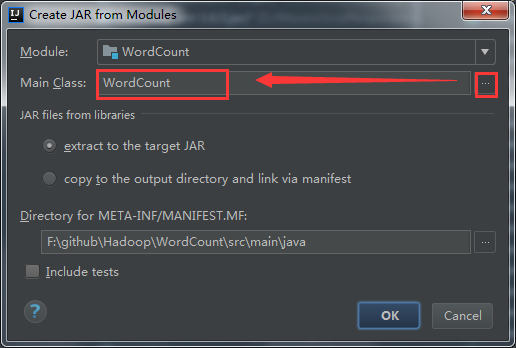 Create JAR from Modules
Module: WordCount
Main Class: WordCount ...
JAR files from libraries
extract to the target JAR
copy to the output directory and link via manifest
Directory for META-INF/MANIFEST.MF:
F:\github\Hadoop\WordCount\src\main\java ...
Include tests
? OK Cancel